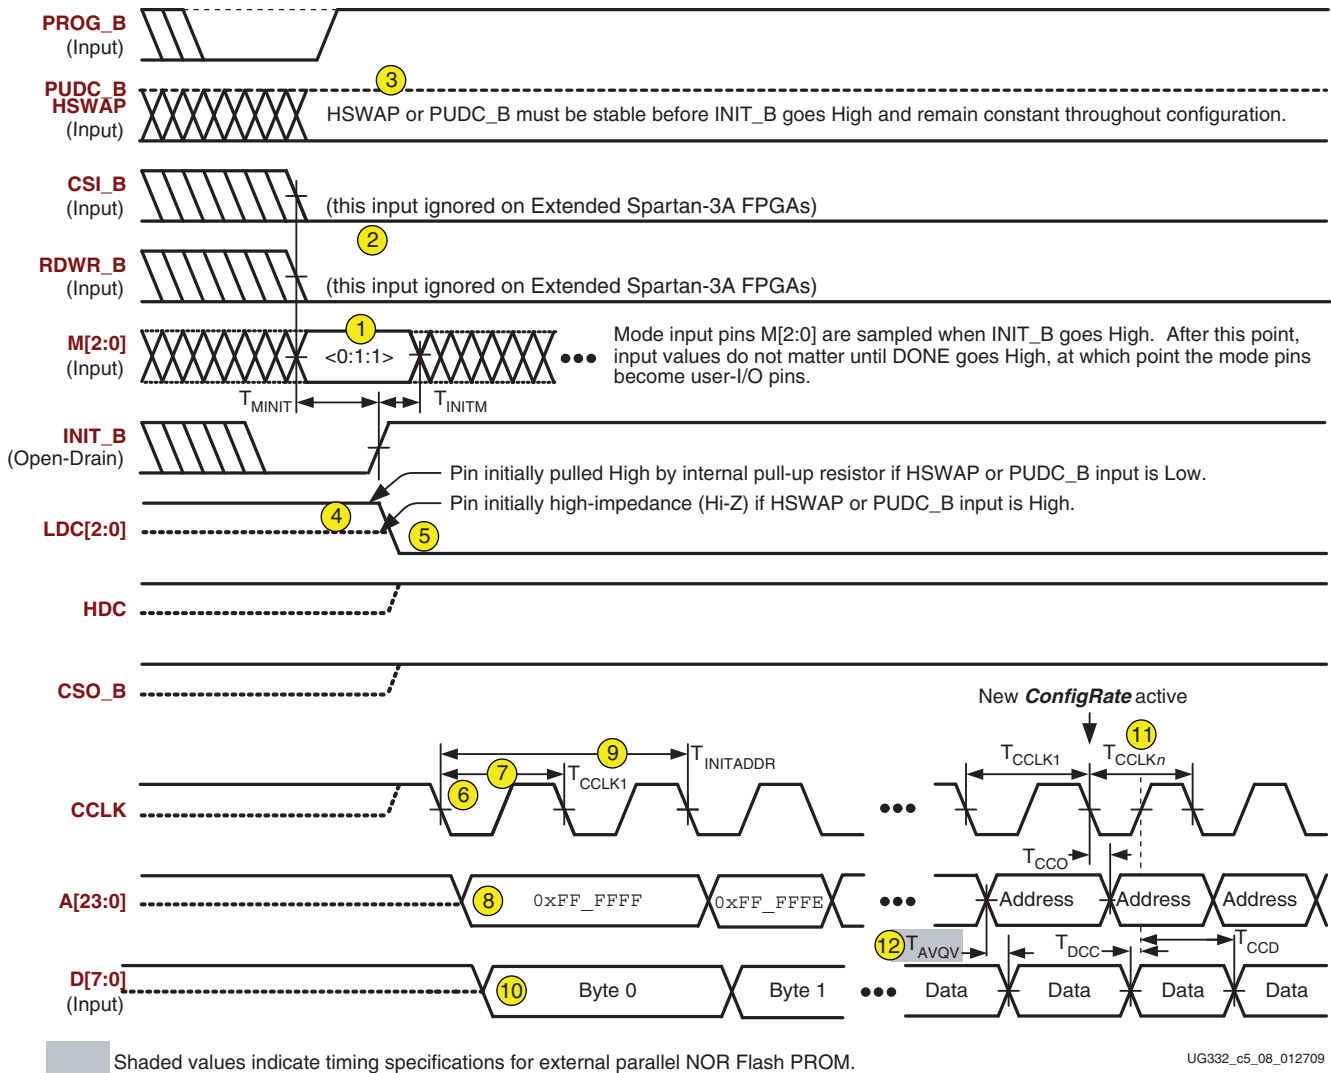 PROG_B
(Input)
PUDC_B
HSWAP
(Input)
3
HSWAP or PUDC_B must be stable before INIT_B goes High and remain constant throughout configuration.
CSI_B
(Input)
(this input ignored on Extended Spartan-3A FPGAs)
2
RDWR_B
(Input)
(this input ignored on Extended Spartan-3A FPGAs)
M[2:0]
(Input)
1
<0:1:1>
Mode input pins M[2:0] are sampled when INIT_B goes High. After this point,
input values do not matter until DONE goes High, at which point the mode pins
become user-I/O pins.
TMINIT
TINITM
INIT_B
(Open-Drain)
Pin initially pulled High by internal pull-up resistor if HSWAP or PUDC_B input is Low.
Pin initially high-impedance (Hi-Z) if HSWAP or PUDC_B input is High.
LDC[2:0]
4
5
HDC
CSO_B
New ConfigRate active
CCLK
6
7
TCCLK1
9
TINITADDR
TCCLK1
11
TCCLKn
TCCO
A[23:0]
8
0xFF_FFFF
0xFF_FFFE
Address
Address
Address
12
TAVQV
TDCC
TCCD
D[7:0]
(Input)
10
Byte 0
Byte 1
Data
Data
Data
Data
Shaded values indicate timing specifications for external parallel NOR Flash PROM.
UG332_c5_08_012709